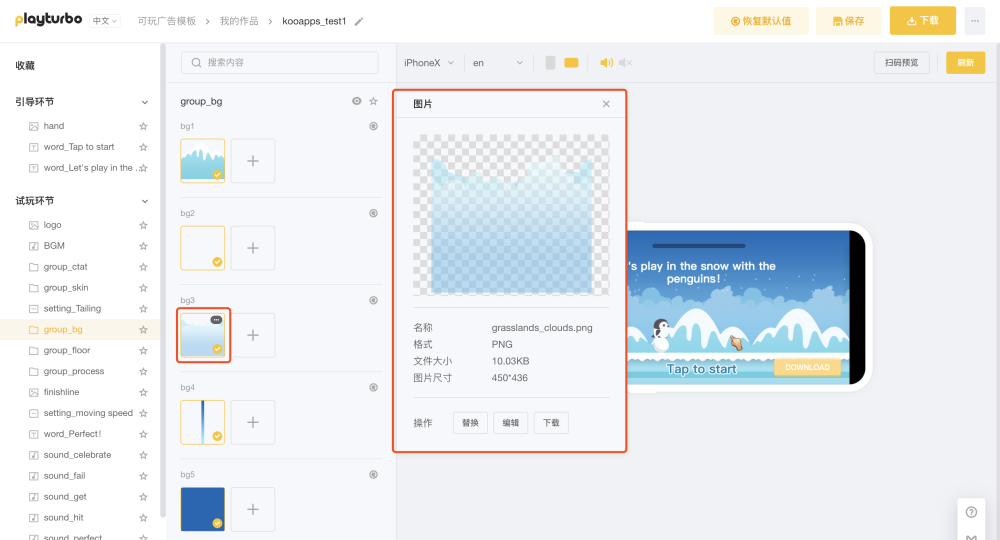 playturbo
中文
可玩广告模板
我的作品
kooapps_test1
恢复默认值
保存
下载
收藏
引导环节
hand
word_Tap to start
word_Let's play in the ..
试玩环节
logo
BGM
group_ctat
group_skin
setting_Tailing
group_bg
group_floor
group_process
finishline
setting_moving speed
word_Perfect!
sound_celebrate
sound_fail
sound_get
sound_hit
sound_perfect
搜索内容
group_bg
bg1
bg2
bg3
bg4
bg5
iPhoneX
en
扫码预览
刷新
图片
名称 grasslands_clouds.png
格式 PNG
文件大小 10.03KB
图片尺寸 450*436
操作 替换 编辑 下载
's play in the snow with the
penguins!
Tap to start
DOWNLOAD